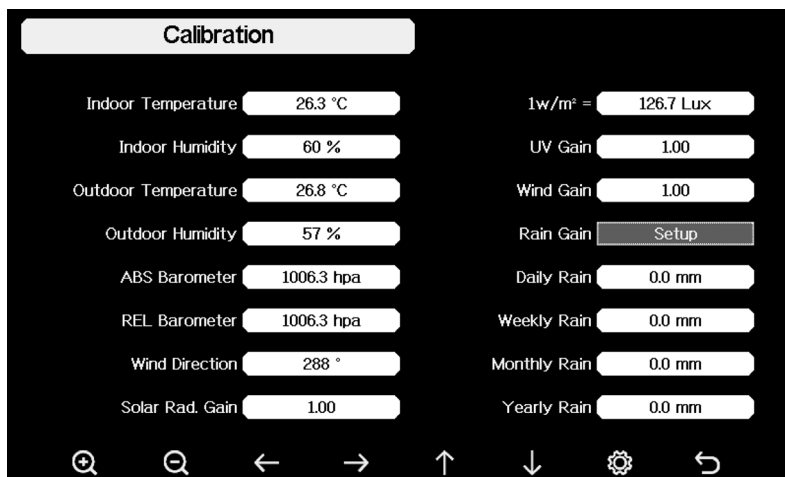 Calibration
Indoor Temperature 26.3 °C
Indoor Humidity 60 %
Outdoor Temperature 26.8 °C
Outdoor Humidity 57 %
ABS Barometer 1006.3 hpa
REL Barometer 1006.3 hpa
Wind Direction 288 °
Solar Rad. Gain 1.00
1w/m² = 126.7 Lux
UV Gain 1.00
Wind Gain 1.00
Rain Gain Setup
Daily Rain 0.0 mm
Weekly Rain 0.0 mm
Monthly Rain 0.0 mm
Yearly Rain 0.0 mm